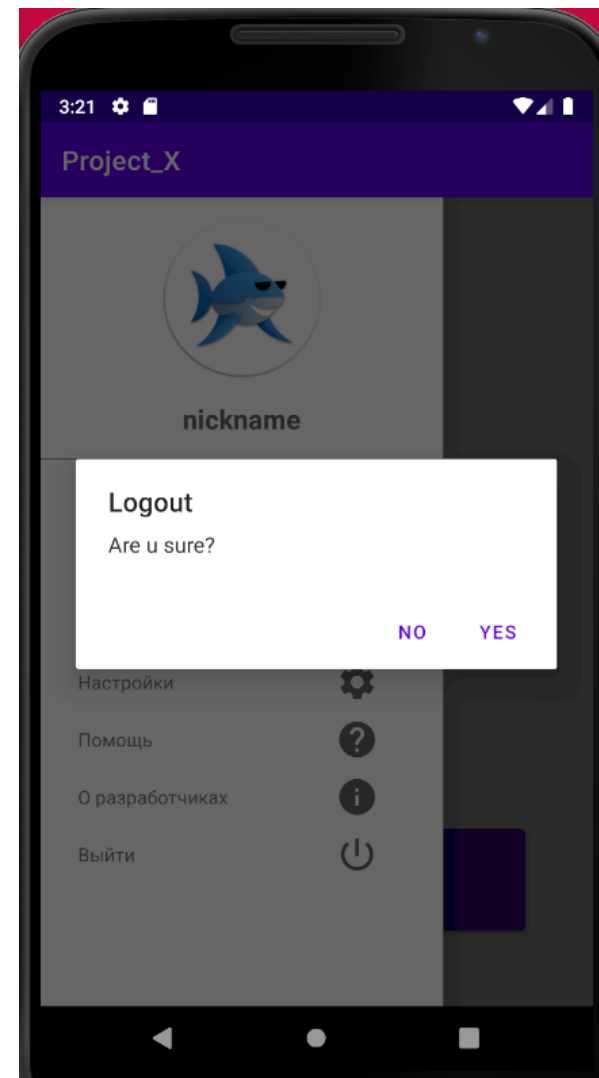 3:21
Project_X
nickname
Logout
Are u sure?
NO YES
Настройки
Помощь
О разработчиках
Выйти